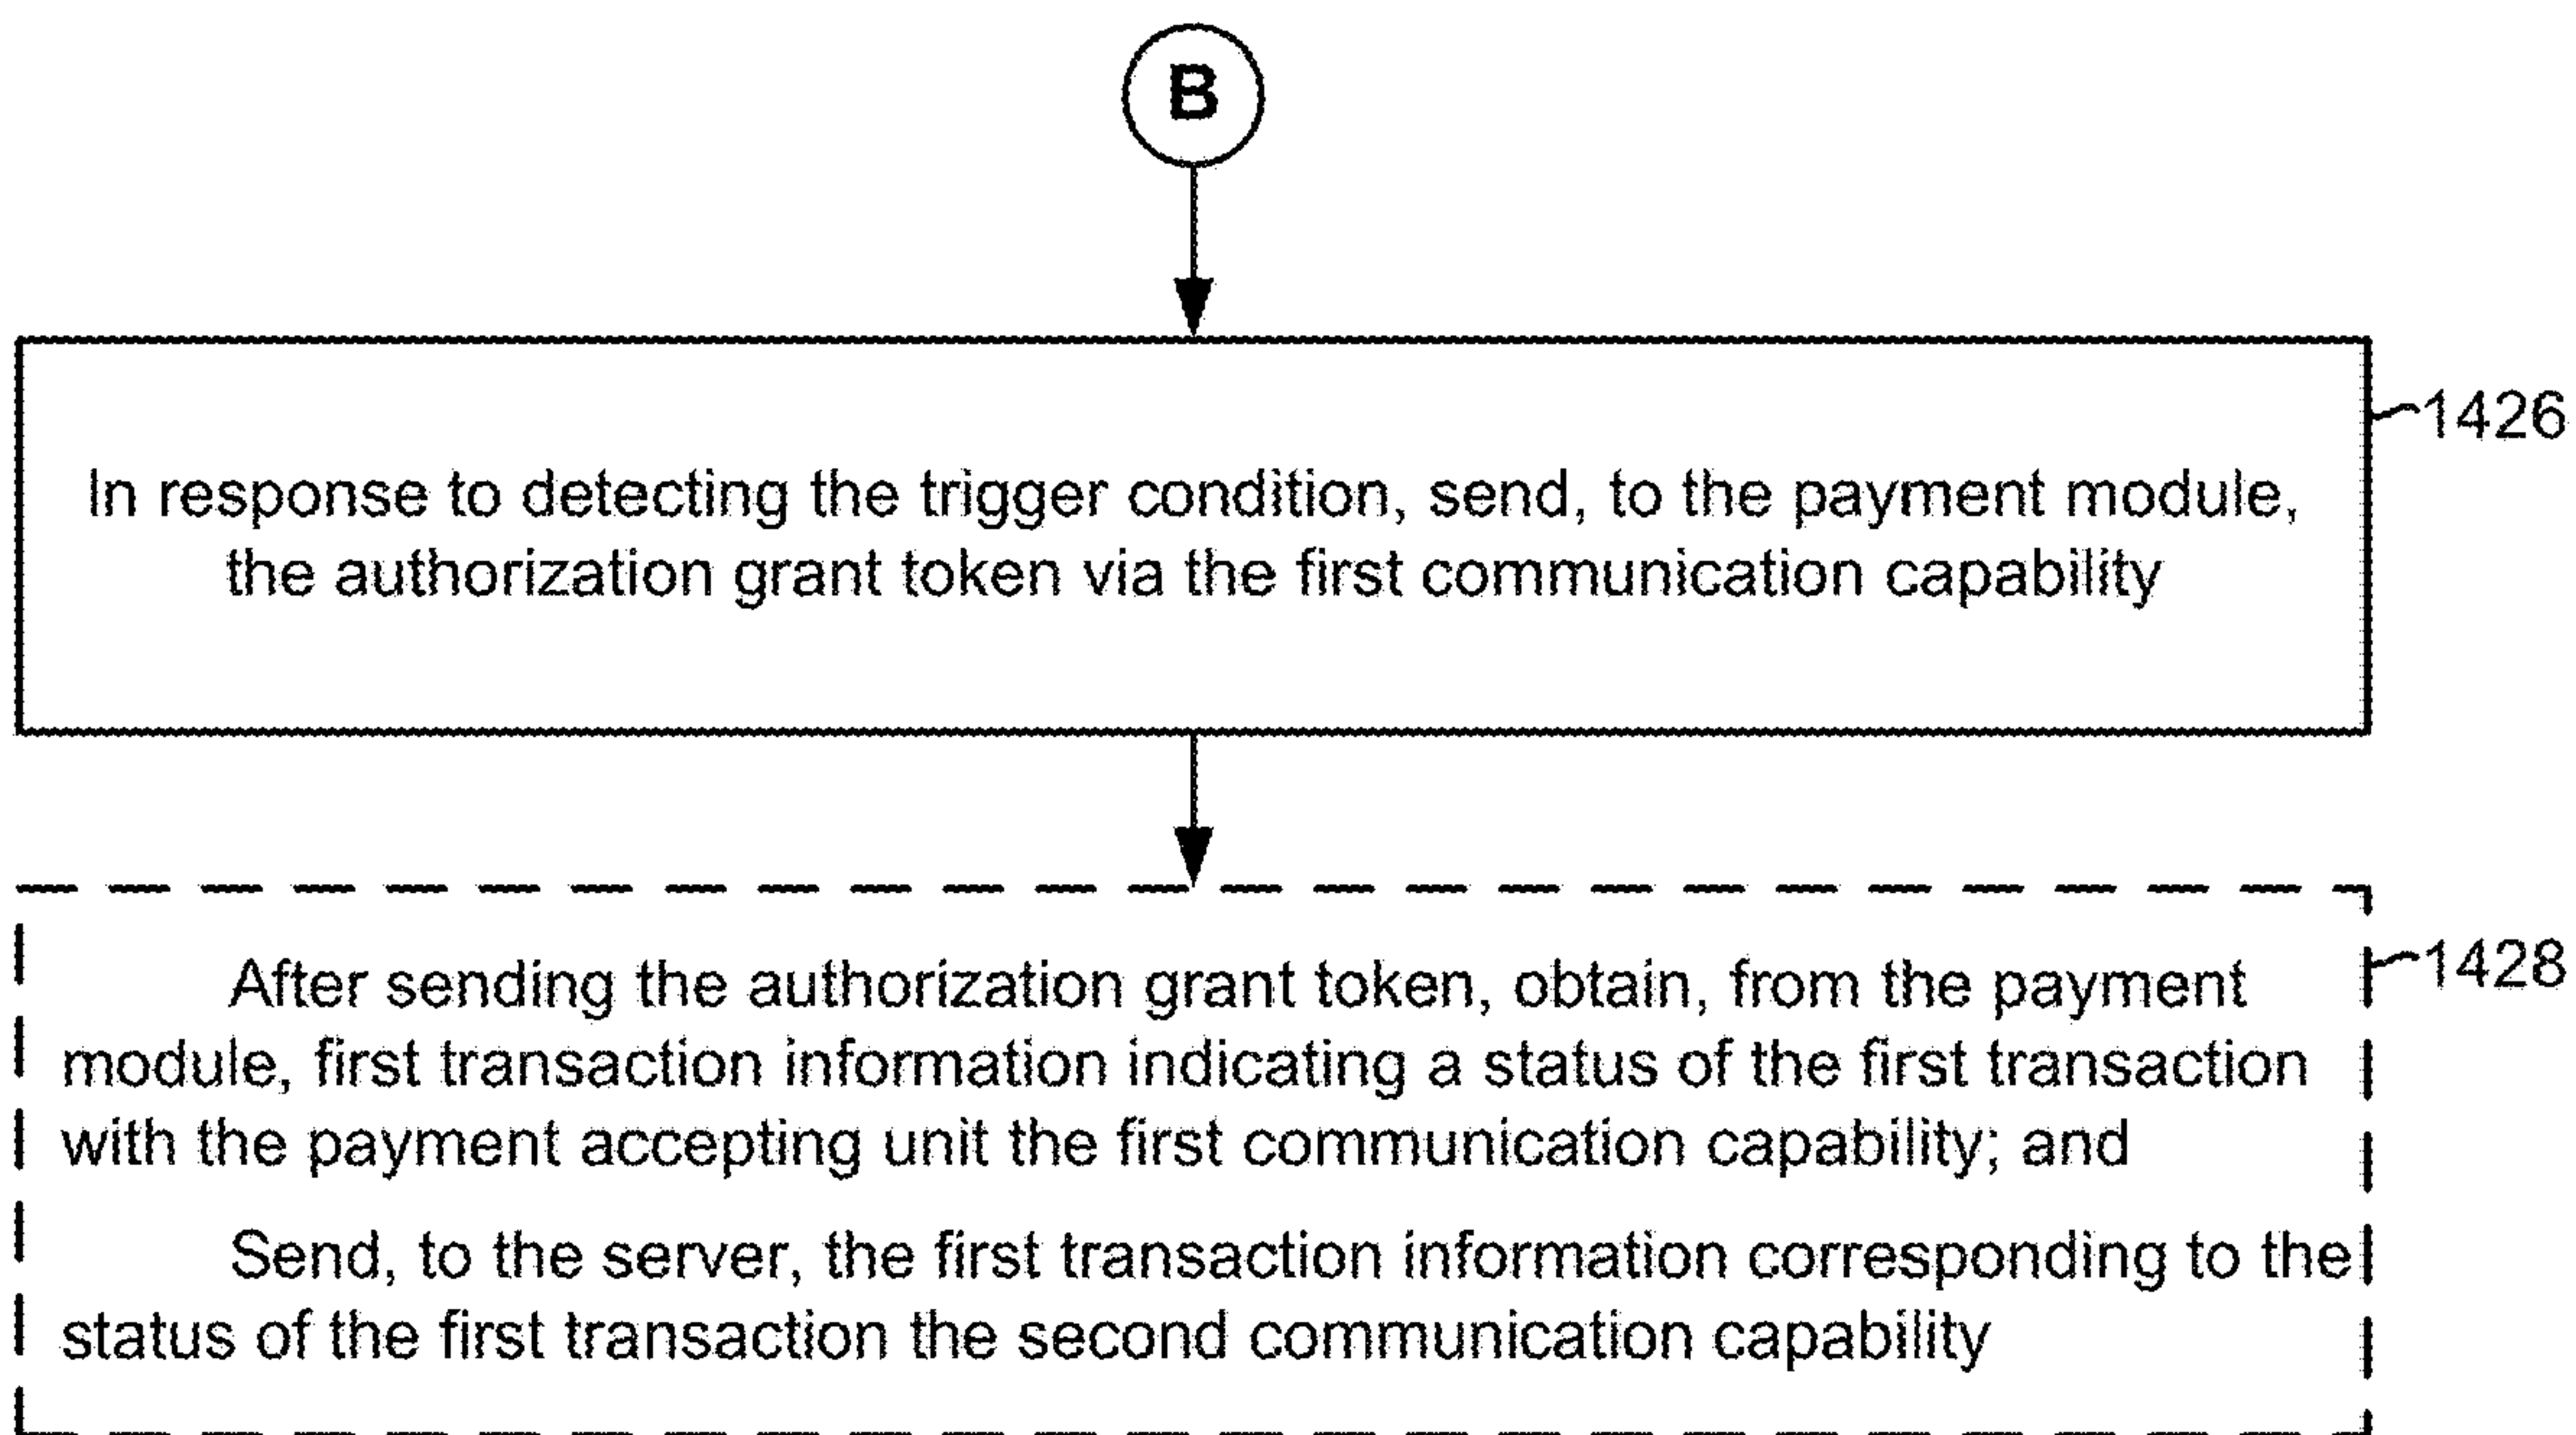 B
1426
In response to detecting the trigger condition, send, to the payment module,
the authorization grant token via the first communication capability
1428
After sending the authorization grant token, obtain, from the payment
module, first transaction information indicating a status of the first transaction
with the payment accepting unit the first communication capability; and
Send, to the server, the first transaction information corresponding to the
status of the first transaction the second communication capability